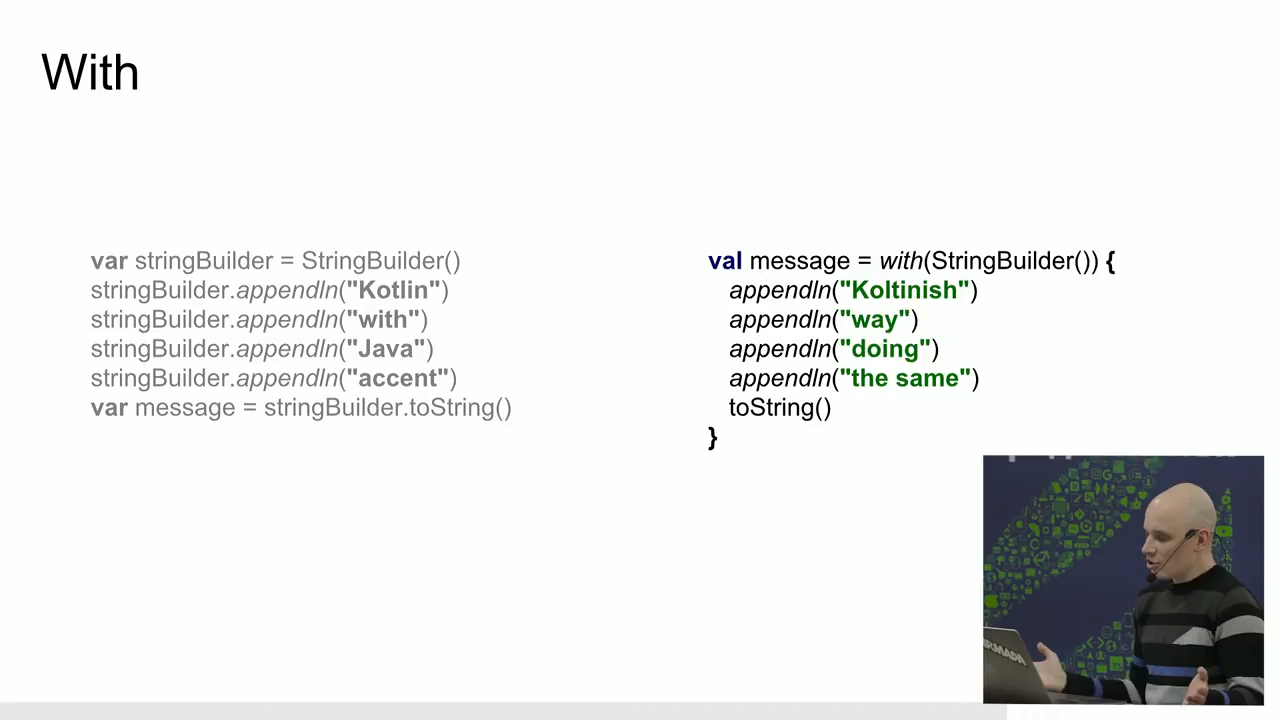 With
var stringBuilder = StringBuilder()
stringBuilder.appendln("Kotlin")
stringBuilder.appendln("with")
stringBuilder.appendln("Java")
stringBuilder.appendln("accent")
var message = stringBuilder.toString()
val message = with(StringBuilder()) {
appendln("Koltinish")
appendln("way")
appendln("doing")
appendln("the same")
toString()
}